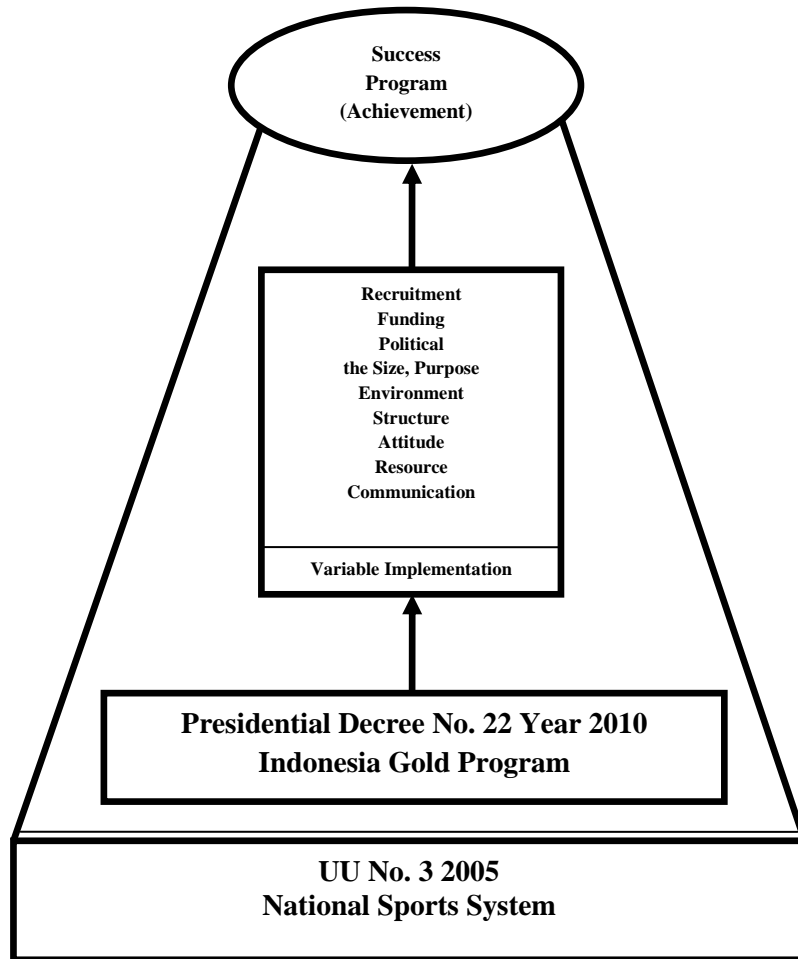 Success
Program
(Achievement)
Recruitment
Funding
Political
the Size, Purpose
Environment
Structure
Attitude
Resource
Communication
Variable Implementation
Presidential Decree No. 22 Year 2010
Indonesia Gold Program
UU No. 3 2005
National Sports System